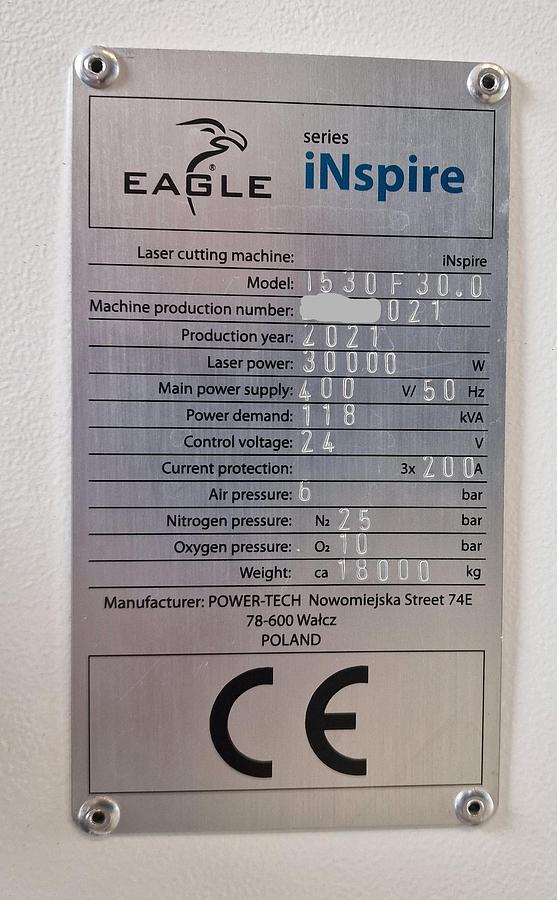 series
EAGLE® iNspire
Laser cutting machine: iNspire
Model: 1530 F 30.0
Machine production number: 021
Production year: 2021
Laser power: 30000 W
Main power supply: 400 V/ 50 Hz
Power demand: 118 kVA
Control voltage: 24 V
Current protection: 3x 200A
Air pressure: 6 bar
Nitrogen pressure: N₂ 25 bar
Oxygen pressure: O₂ 10 bar
Weight: ca 18000 kg
Manufacturer: POWER-TECH Nowomiejska Street 74E
78-600 Wałcz
POLAND
CE